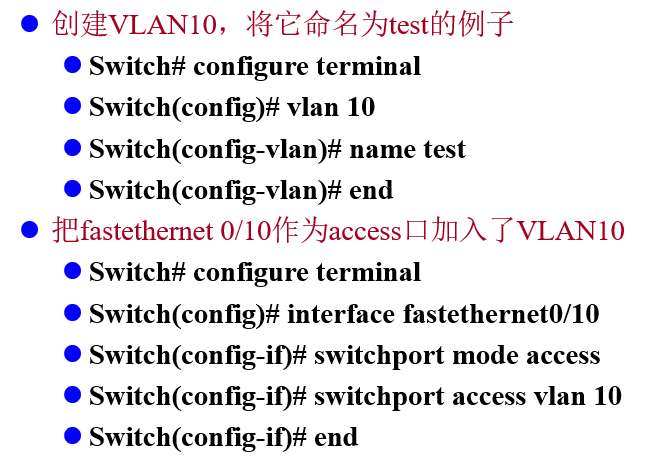 创建VLAN10，将它命名为test的例子
Switch# configure terminal
Switch(config)# vlan 10
Switch(config-vlan)# name test
Switch(config-vlan)# end
把fastethernet 0/10作为access口加入了VLAN10
Switch# configure terminal
Switch(config)# interface fastethernet0/10
Switch(config-if)# switchport mode access
Switch(config-if)# switchport access vlan 10
Switch(config-if)# end